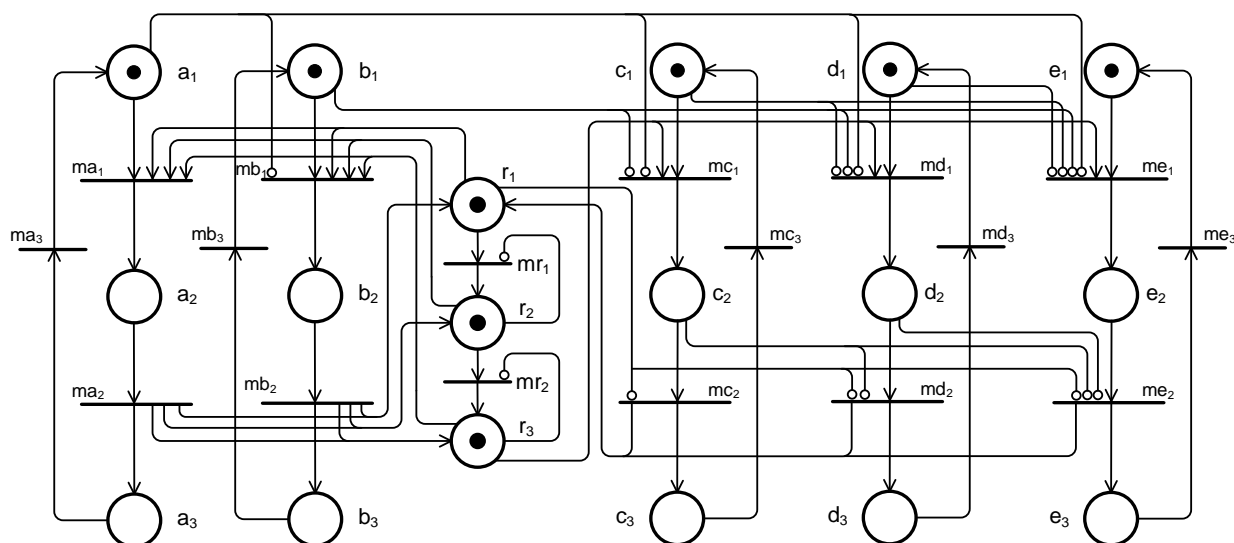 a1 b1 c1 d1 e1
ma1 mb1 r1 mc1 md1 me1
ma3 mb3 mr1 mc3 md3 me3
a2 b2 r2 c2 d2 e2
ma2 mb2 mr2 mc2 md2 me2
r3
a3 b3 c3 d3 e3